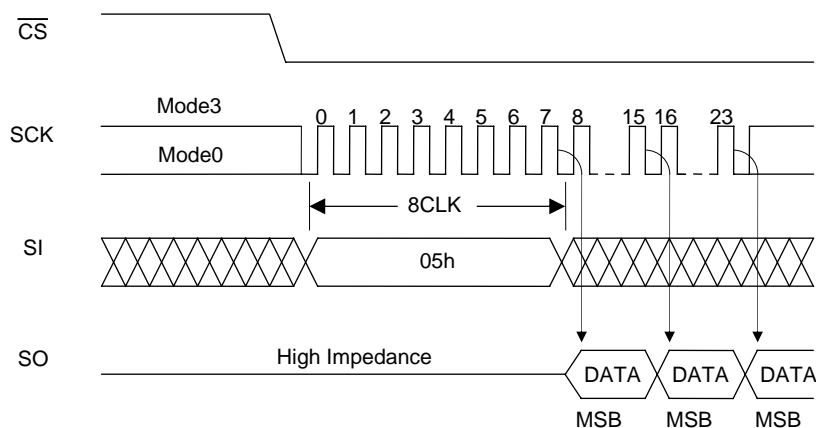 CS
Mode3
0 1 2 3 4 5 6 7 8 15 16 23
SCK
Mode0
8CLK
SI
05h
SO
High Impedance
DATA DATA DATA
MSB MSB MSB